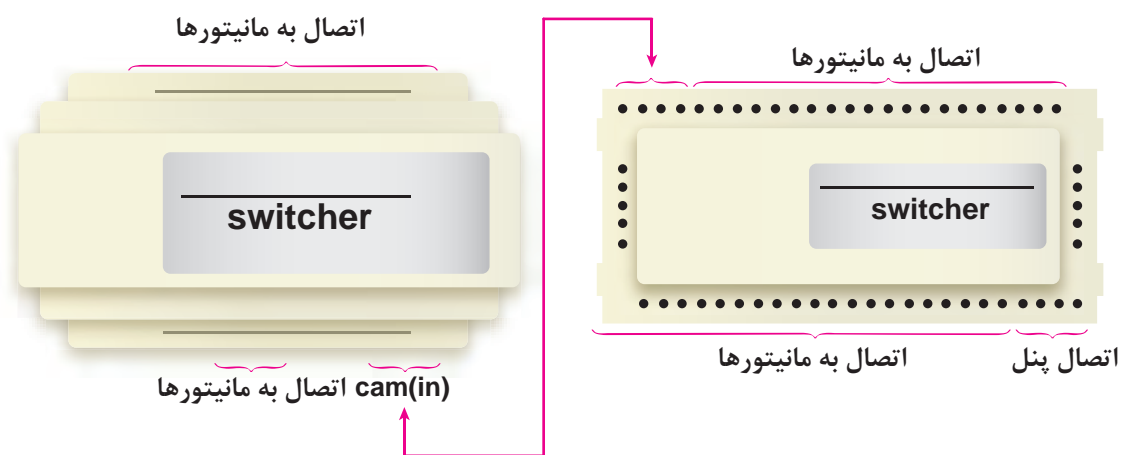 اتصال به مانیتورها
اتصال به مانیتورها
switcher
switcher
اتصال به مانیتورها cam(in)
اتصال به مانیتورها
اتصال پنل